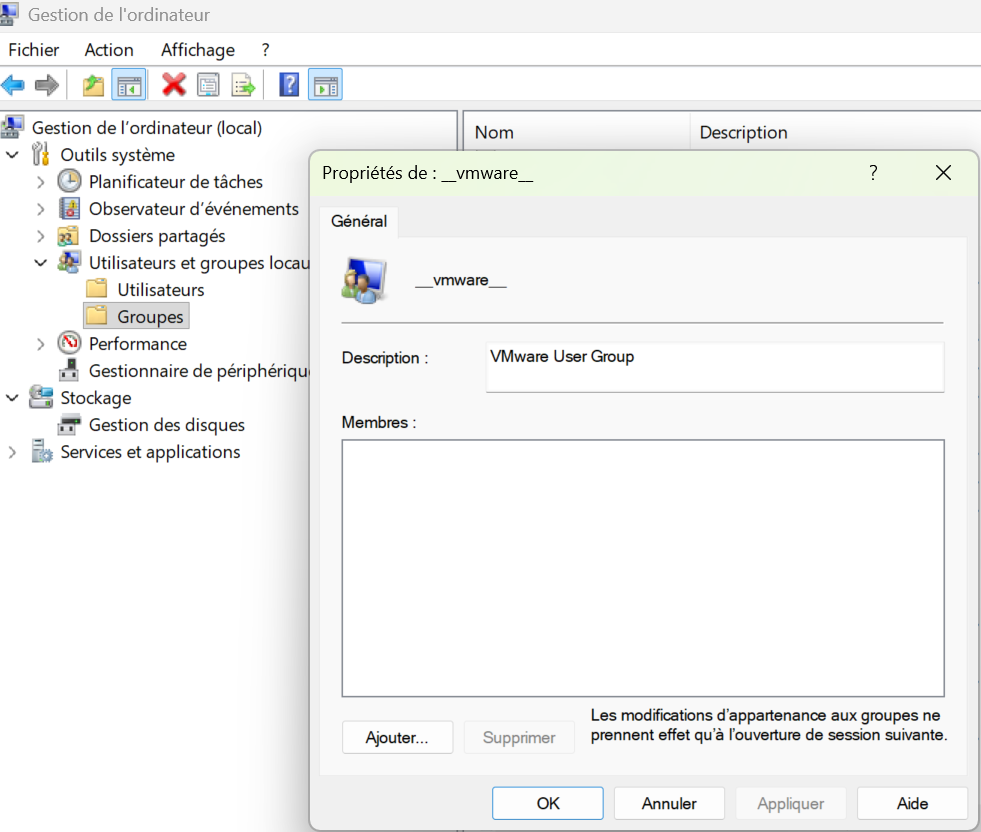 Gestion de l'ordinateur
Fichier Action Affichage ?
Gestion de l'ordinateur (local)
Outils système
Planificateur de tâches
Observateur d'événements
Dossiers partagés
Utilisateurs et groupes locau
Utilisateurs
Groupes
Performance
Gestionnaire de périphérique
Stockage
Gestion des disques
Services et applications
Nom Description
Propriétés de : __vmware__ ?
Général
__vmware__
Description : VMware User Group
Membres :
Ajouter... Supprimer
Les modifications d'appartenance aux groupes ne
prennent effet qu'à l'ouverture de session suivante.
OK Annuler Appliquer Aide